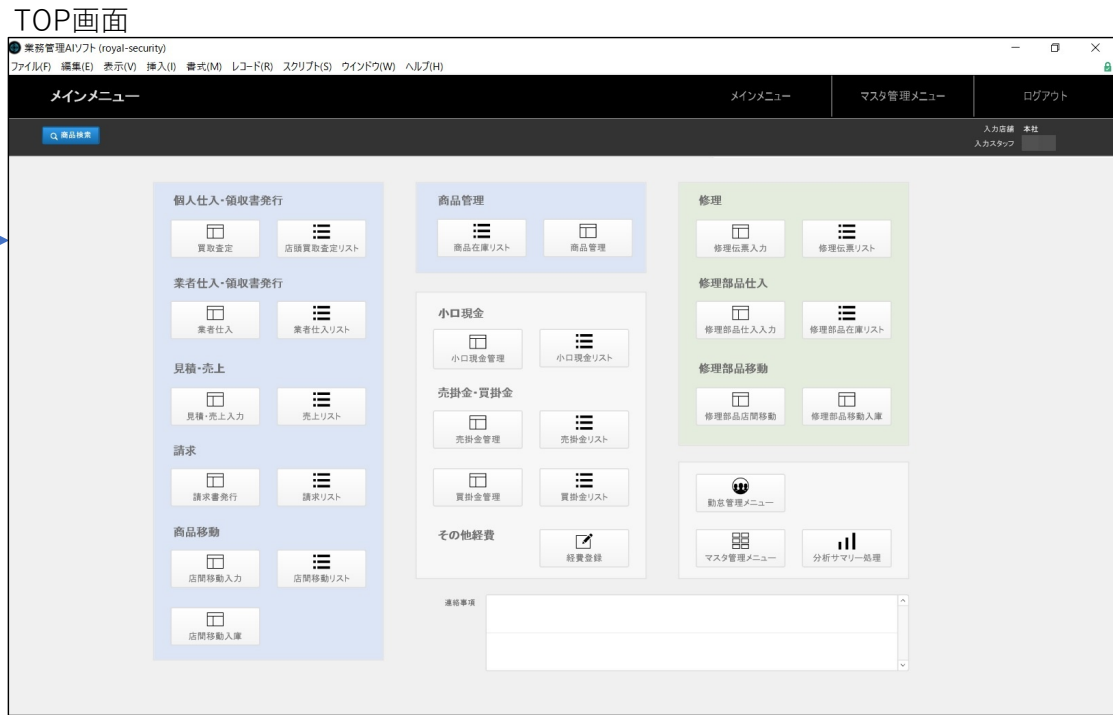 TOP画面
業務管理AIソフト (royal-security)
ファイル(F) 編集(E) 表示(V) 挿入(I) 書式(M) レコード(R) スクリプト(S) ウインドウ(W) ヘルプ(H)
メインメニュー
メインメニュー
マスタ管理メニュー
ログアウト
商品検索
入力店舗 本社
入力スタッフ
個人仕入・領収書発行
買取査定
店頭買取査定リスト
業者仕入・領収書発行
業者仕入
業者仕入リスト
見積・売上
見積・売上入力
売上リスト
請求
請求書発行
請求リスト
商品移動
店間移動入力
店間移動リスト
店間移動入庫
商品管理
商品在庫リスト
商品管理
小口現金
小口現金管理
小口現金リスト
売掛金・買掛金
売掛金管理
売掛金リスト
買掛金管理
買掛金リスト
その他経費
経費登録
修理
修理伝票入力
修理伝票リスト
修理部品仕入
修理部品仕入入力
修理部品在庫リスト
修理部品移動
修理部品店間移動
修理部品移動入庫
勤怠管理メニュー
マスタ管理メニュー
分析サマリー処理
連絡事項